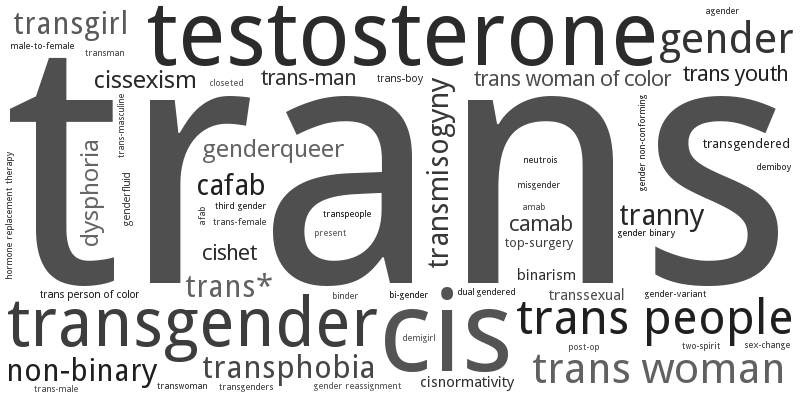 transgirl
testosterone
agender
gender
male-to-female
transman
cissexism
closeted
trans-man
trans-boy
trans woman of color
trans youth
trans
trans-masculine
transmisogyny
gender non-conforming
transgendered
dysphoria
genderqueer
hormone replacement therapy
genderfluid
neutrois
demiboy
cafab
misgender
third gender
afab
trans-female
transpeople
present
amab
camab
tranny
gender binary
top-surgery
cishet
binarism
trans*
trans person of color
binder
bi-gender
dual gendered
transsexual
gender-variant
transgender
cis
demigirl
trans people
post-op
two-spirit
sex-change
non-binary
transphobia
trans woman
trans-male
transwoman
transgenders
gender reassignment
cisnormativity